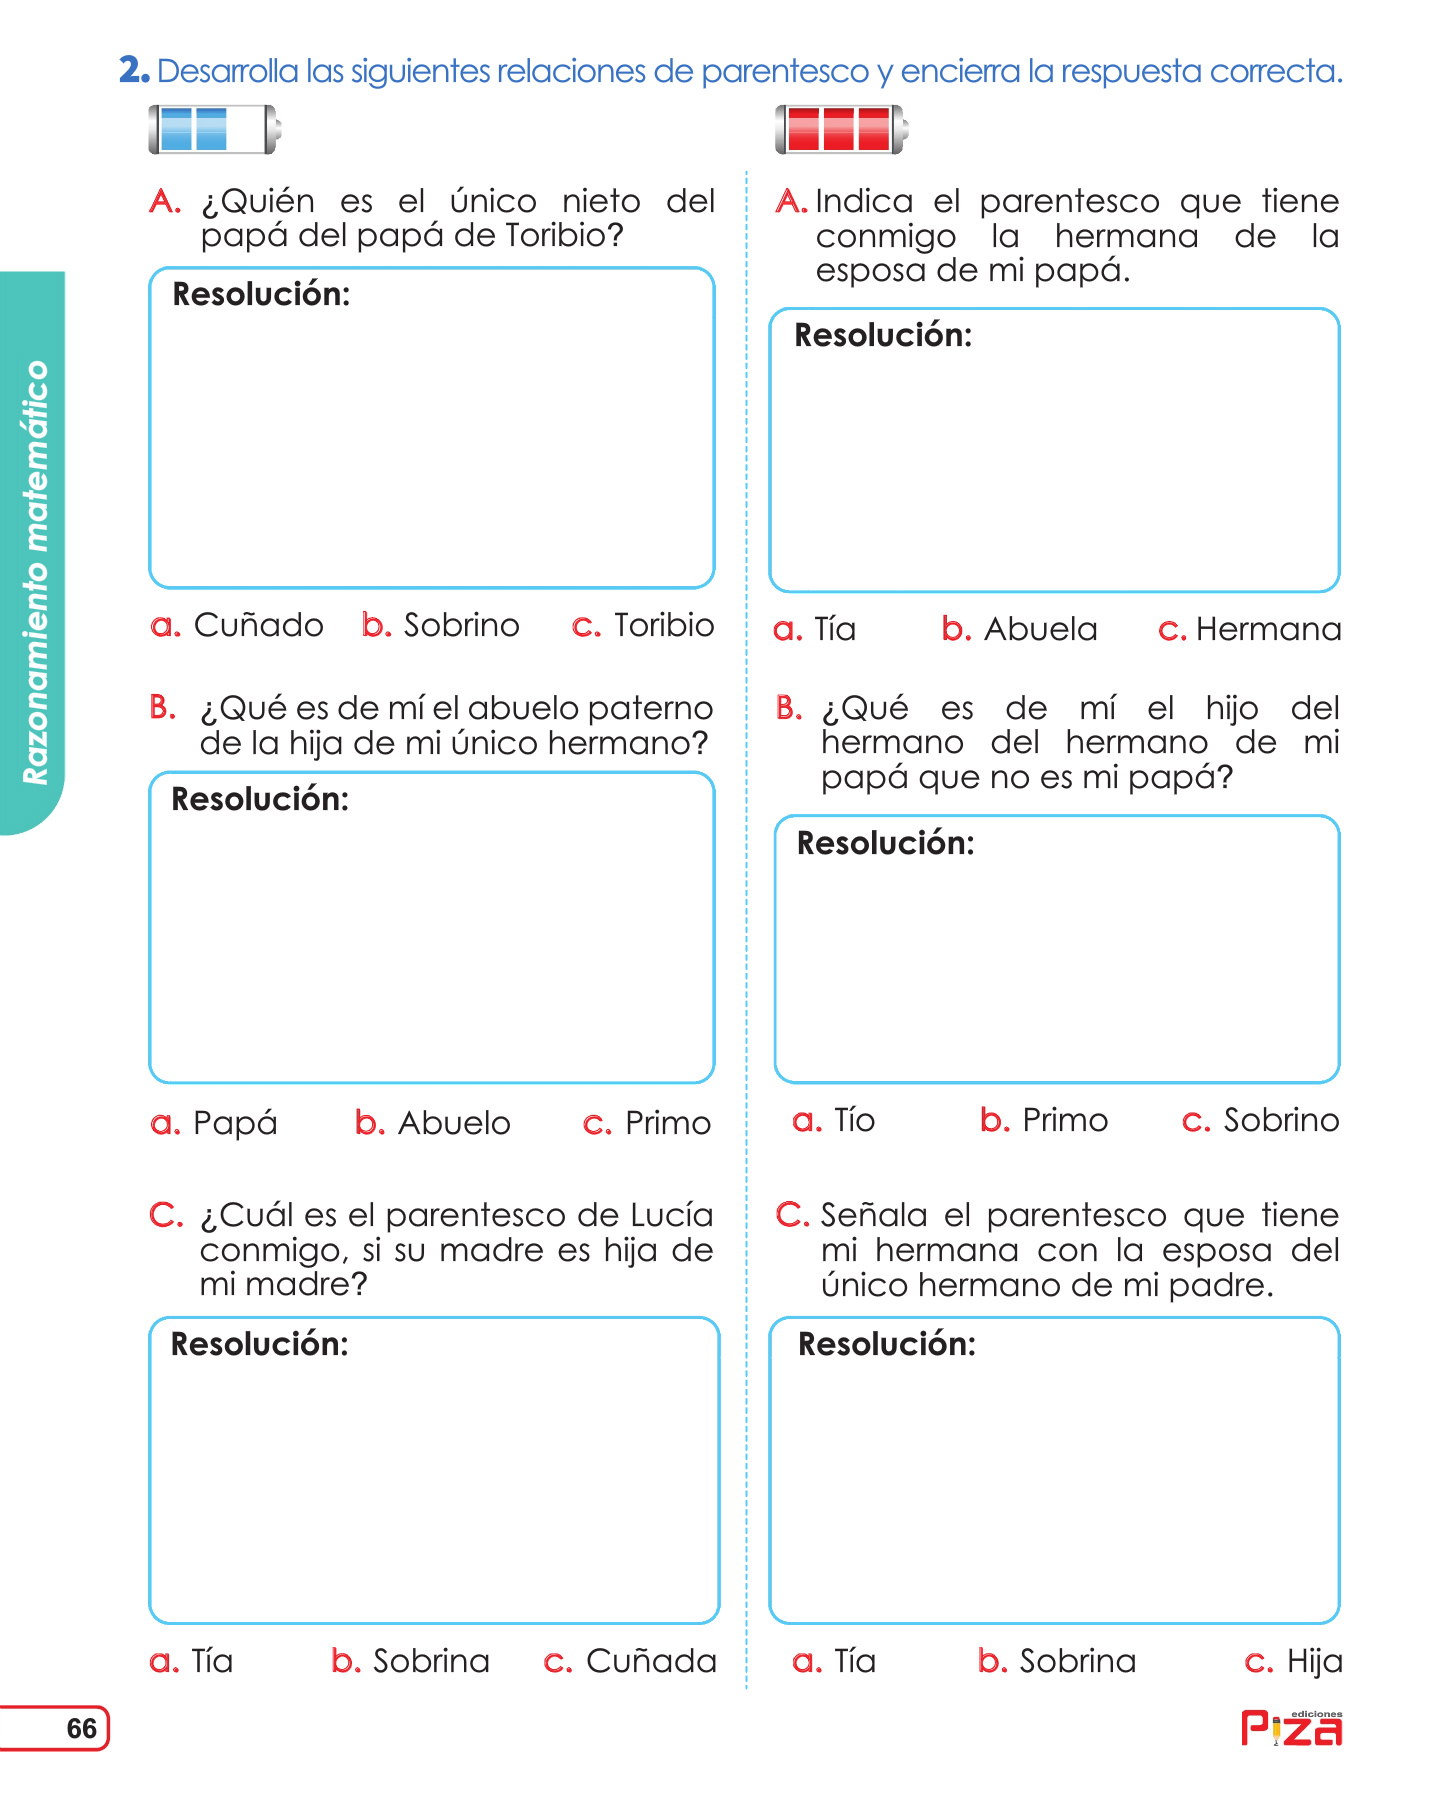 2. Desarrolla las siguientes relaciones de parentesco y encierra la respuesta correcta.
A. ¿Quién es el único nieto del
papá del papá de Toribio?
Resolución:
a. Cuñado b. Sobrino c. Toribio
B. ¿Qué es de mí el abuelo paterno
de la hija de mi único hermano?
Resolución:
a. Papá b. Abuelo c. Primo
C. ¿Cuál es el parentesco de Lucía
conmigo, si su madre es hija de
mi madre?
Resolución:
a. Tía b. Sobrina c. Cuñada
A. Indica el parentesco que tiene
conmigo la hermana de la
esposa de mi papá.
Resolución:
a. Tía b. Abuela c. Hermana
B. ¿Qué es de mí el hijo del
hermano del hermano de mi
papá que no es mi papá?
Resolución:
a. Tío b. Primo c. Sobrino
C. Señala el parentesco que tiene
mi hermana con la esposa del
único hermano de mi padre.
Resolución:
a. Tía b. Sobrina c. Hija
Razonamiento matemático
66
ediciones
Piza